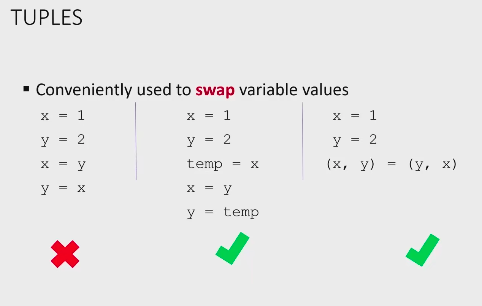 TUPLES
▪ Conveniently used to swap variable values
x = 1
y = 2
x = y
y = x
x = 1
y = 2
temp = x
x = y
y = temp
x = 1
y = 2
(x, y) = (y, x)